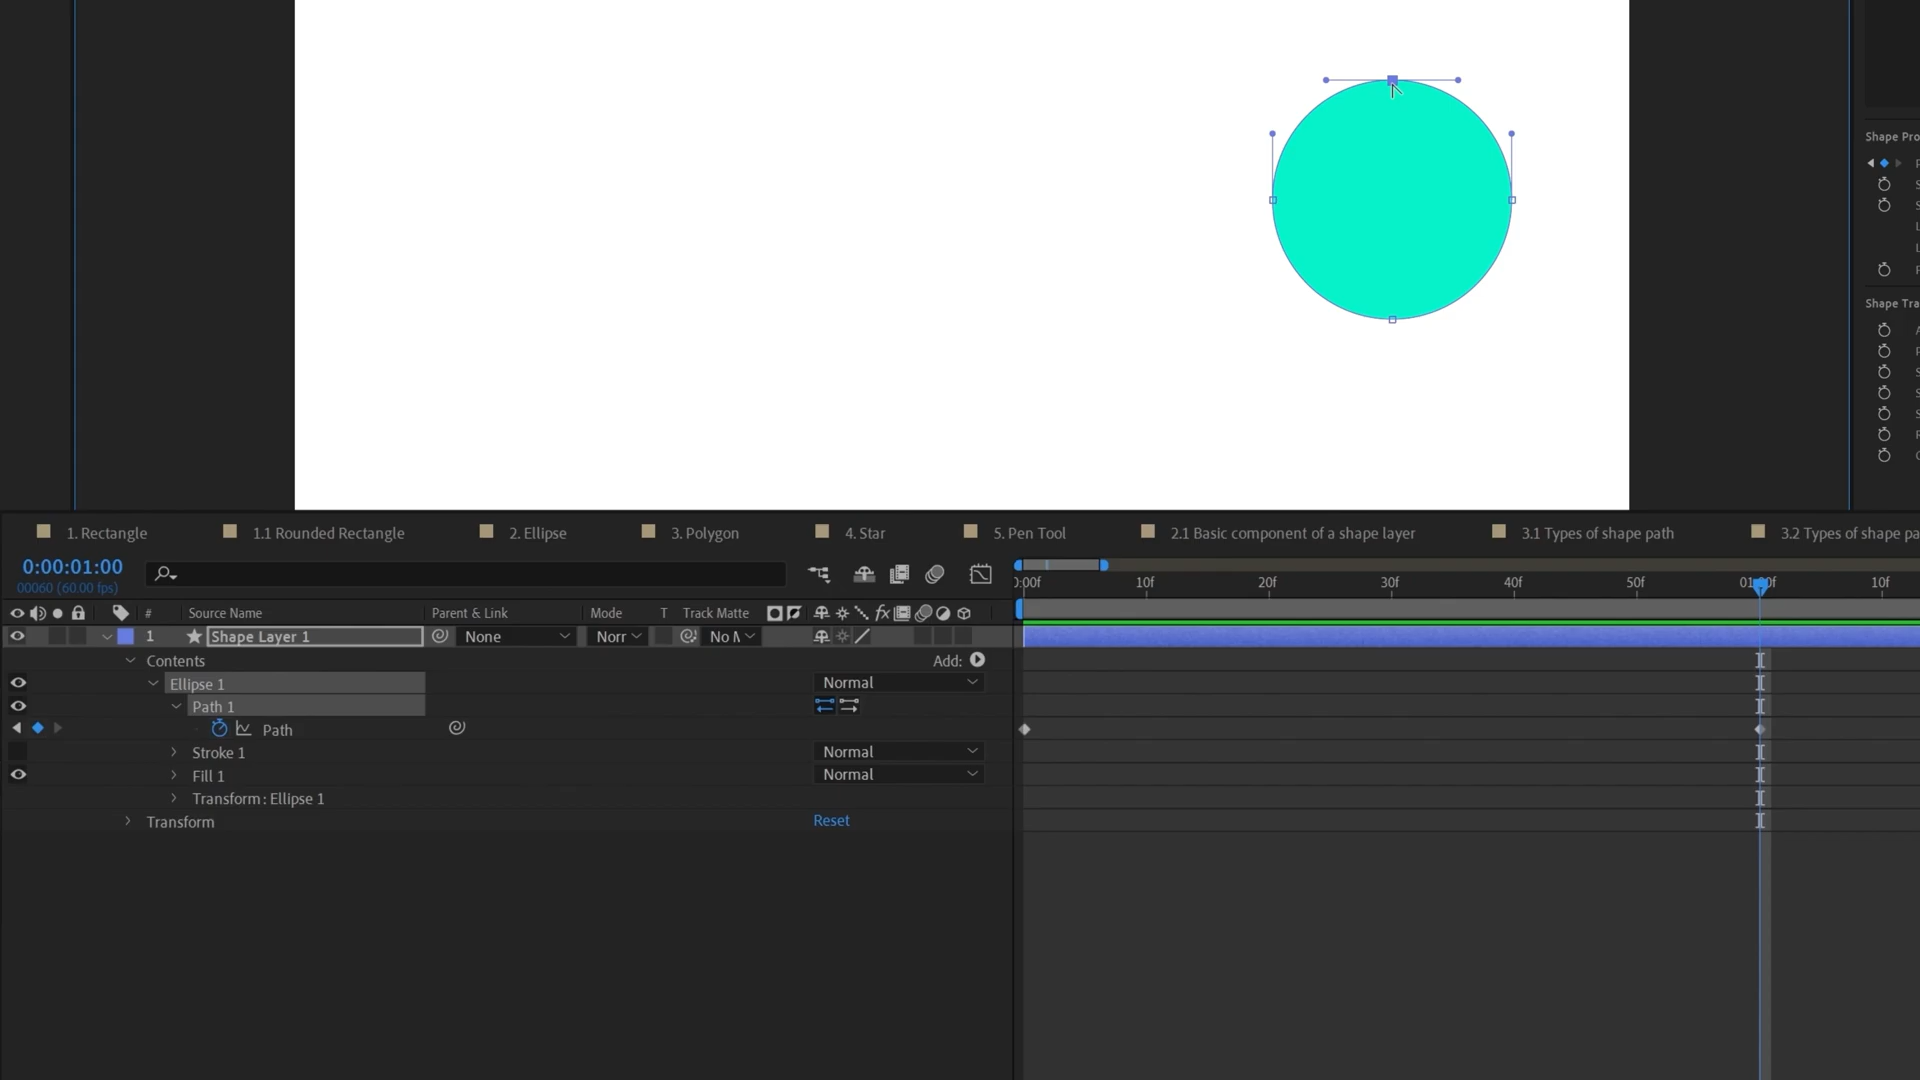 Shape Pro
Shape Tra
1. Rectangle 1.1 Rounded Rectangle 2. Ellipse 3. Polygon 4. Star 5. Pen Tool 2.1 Basic component of a shape layer 3.1 Types of shape path 3.2 Types of shape pa
0:00:01:00
00060 (60.00 fps)
):00f 10f 20f 30f 40f 50f 01:00f 10f
# Source Name Parent & Link Mode T Track Matte
1 Shape Layer 1 None Norr No M
Contents Add:
Ellipse 1 Normal
Path 1
Path
Stroke 1 Normal
Fill 1 Normal
Transform: Ellipse 1
Transform Reset